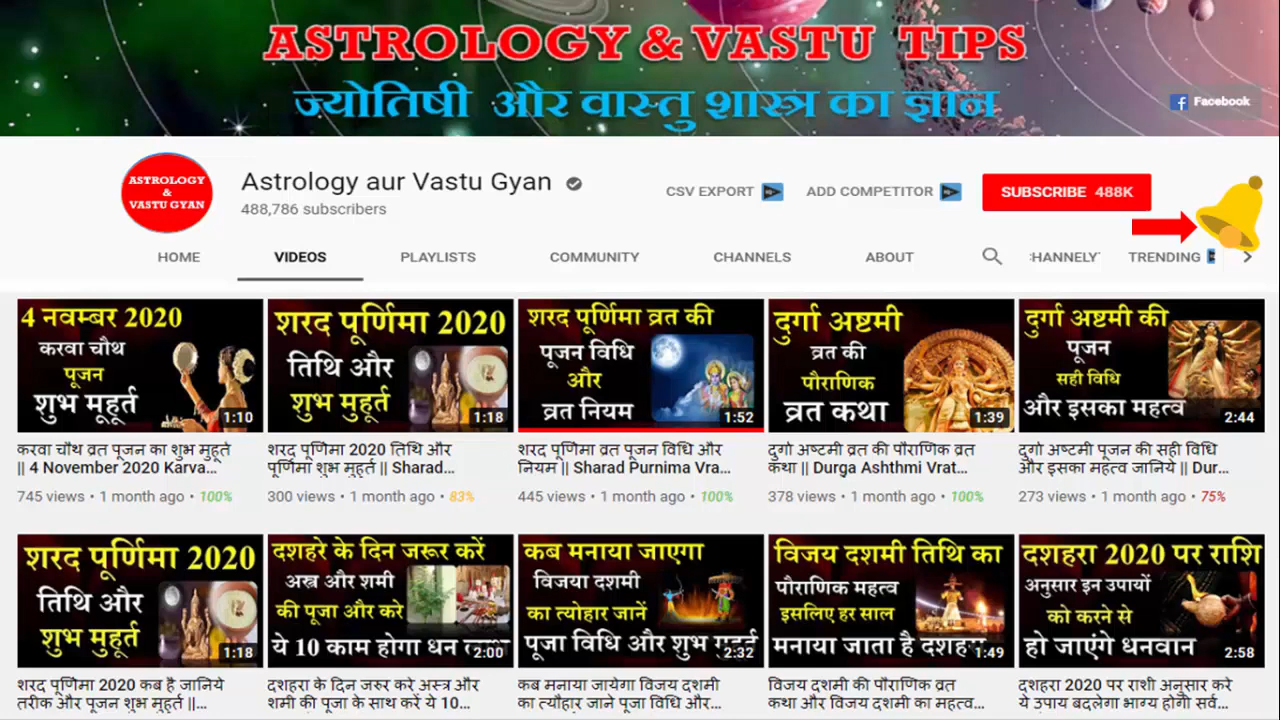 ASTROLOGY & VASTU TIPS
ज्योतिषी और वास्तु शास्त्र का ज्ञान
Facebook
ASTROLOGY
&
VASTU GYAN
Astrology aur Vastu Gyan
488,786 subscribers
CSV EXPORT
ADD COMPETITOR
SUBSCRIBE 488K
HOME
VIDEOS
PLAYLISTS
COMMUNITY
CHANNELS
ABOUT
HANNELY
TRENDING
4 नवम्बर 2020
करवा चौथ
पूजन
शुभ मुहूर्त
1:10
शरद पूर्णिमा 2020
तिथि और
शुभ मुहूर्त
1:18
शरद पूर्णिमा व्रत की
पूजन विधि
और
व्रत नियम
1:52
दुर्गा अष्टमी
व्रत की
पौराणिक
व्रत कथा
1:39
दुर्गा अष्टमी की
पूजन
सही विधि
और इसका महत्व
2:44
करवा चौथ व्रत पूजन का शुभ मुहूर्त
|| 4 November 2020 Karva...
745 views • 1 month ago • 100%
शरद पूर्णिमा 2020 तिथि और
पूर्णिमा शुभ मुहूर्त || Sharad...
300 views • 1 month ago • 83%
शरद पूर्णिमा व्रत पूजन विधि और
नियम || Sharad Purnima Vra...
445 views • 1 month ago • 100%
दुर्गा अष्टमी व्रत की पौराणिक व्रत
कथा || Durga Ashthmi Vrat...
378 views • 1 month ago • 100%
दुर्गा अष्टमी पूजन की सही विधि
और इसका महत्व जानिये || Dur...
273 views • 1 month ago • 75%
शरद पूर्णिमा 2020
तिथि और
शुभ मुहूर्त
1:18
दशहरे के दिन जरूर करें
अस्त्र और शमी
की पूजा और करे
ये 10 काम होगा धन
2:00
कब मनाया जाएगा
विजया दशमी
का त्योहार जानें
पूजा विधि और शुभ मुहूर्त
2:32
विजय दशमी तिथि का
पौराणिक महत्व
इसलिए हर साल
मनाया जाता है दशह
1:49
दशहरा 2020 पर राशि
अनुसार इन उपायों
को करने से
हो जाएंगे धनवान
2:58
शरद पूर्णिमा 2020 कब है जानिये
तरीक और पूजन शुभ मुहूर्त ||...
दशहरा के दिन जरुर करे अस्त्र और
शमी की पूजा के साथ करें ये 10...
कब मनाया जायेगा विजय दशमी
का त्यौहार जाने पूजा विधि और...
विजय दशमी की पौराणिक व्रत
कथा और विजय दशमी का महत्व...
दशहरा 2020 पर राशी अनुसार करे
ये उपाय बदलेगा भाग्य होगी सर्व...